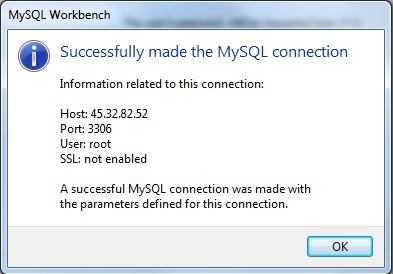 MySQL Workbench
Successfully made the MySQL connection
Information related to this connection:
Host: 45.32.82.52
Port: 3306
User: root
SSL: not enabled
A successful MySQL connection was made with
the parameters defined for this connection.
OK